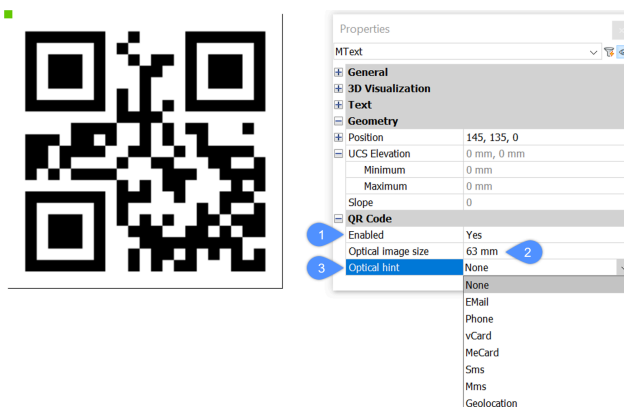 Properties
MText
General
3D Visualization
Text
Geometry
Position 145, 135, 0
UCS Elevation 0 mm, 0 mm
Minimum 0 mm
Maximum 0 mm
Slope 0
QR Code
1 Enabled Yes
Optical image size 63 mm 2
3 Optical hint None
None
EMail
Phone
vCard
MeCard
Sms
Mms
Geolocation